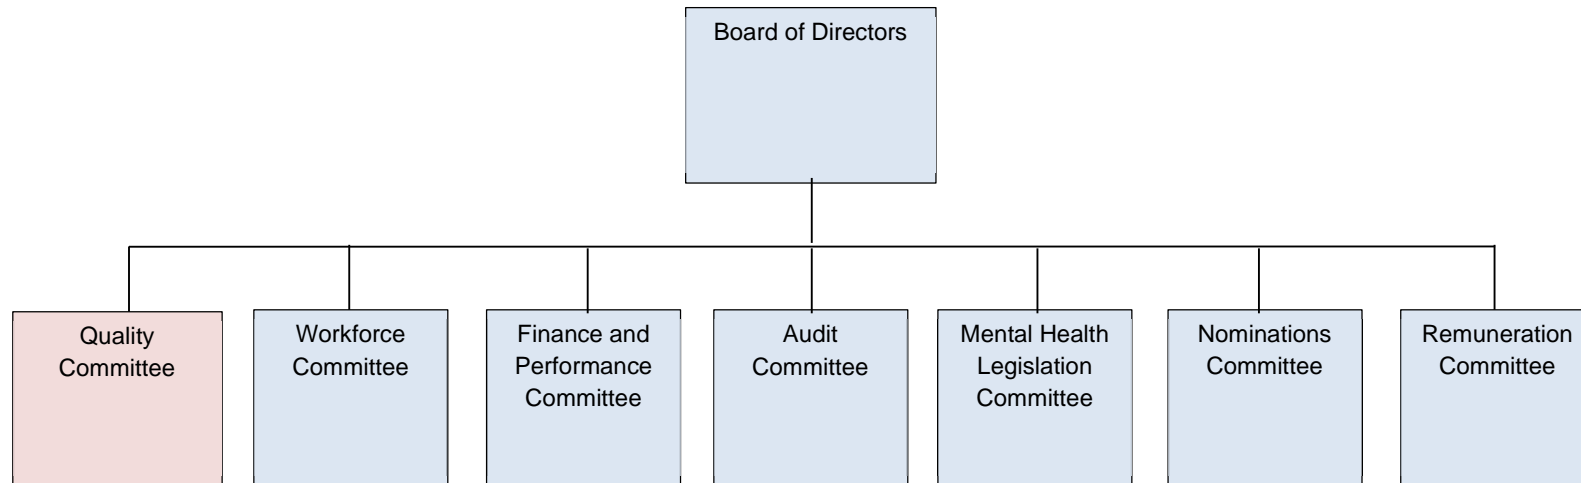 Board of Directors
Quality
Committee
Workforce
Committee
Finance and
Performance
Committee
Audit
Committee
Mental Health
Legislation
Committee
Nominations
Committee
Remuneration
Committee